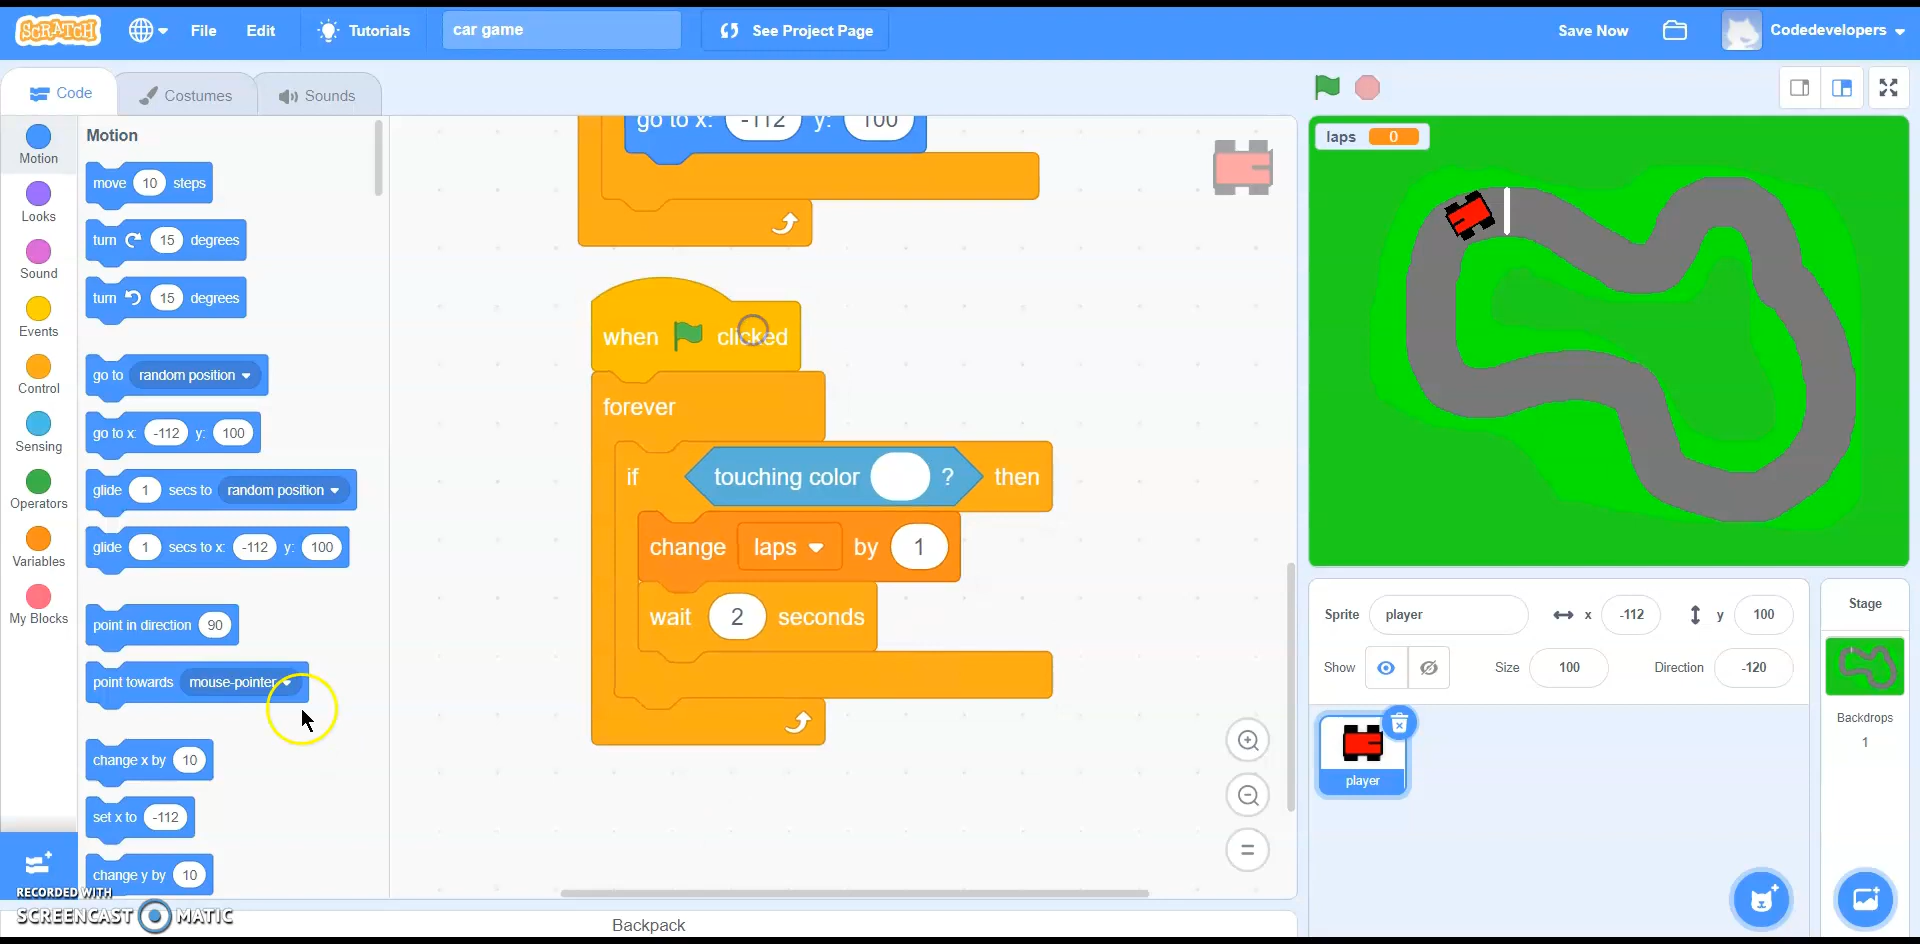 SCRATCH File Edit Tutorials car game See Project Page Save Now Codedevelopers
Code Costumes Sounds
Motion
Looks
Sound
Events
Control
Sensing
Operators
Variables
My Blocks
Motion
move 10 steps
turn 15 degrees
turn 15 degrees
go to random position
go to x: -112 y: 100
glide 1 secs to random position
glide 1 secs to x: -112 y: 100
point in direction 90
point towards mouse-pointer
change x by 10
set x to -112
change y by 10
go to x: -112 y: 100
when clicked
forever
if touching color ? then
change laps by 1
wait 2 seconds
Backpack
laps 0
Sprite player x -112 y 100
Show Size 100 Direction -120
player
Stage
Backdrops
1
RECORDED WITH
SCREENCAST MATIC